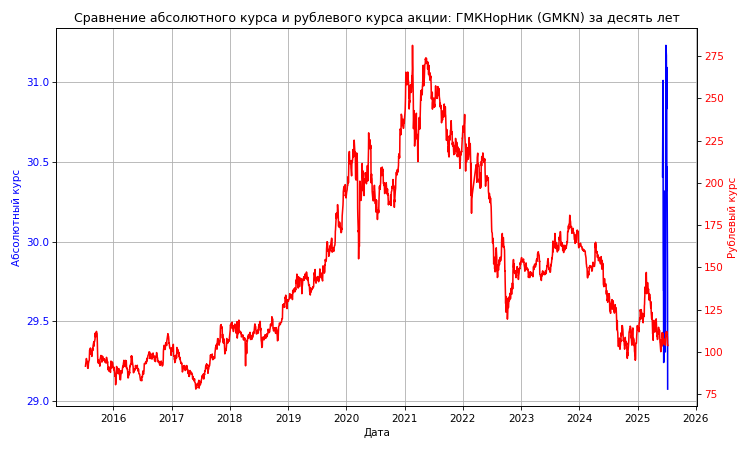 Сравнение абсолютного курса и рублевого курса акции: ГМКНорНик (GMKN) за десять лет
31.0
30.5
30.0
29.5
29.0
Абсолютный курс
275
250
225
200
175
150
125
100
75
Рублевый курс
2016 2017 2018 2019 2020 2021 2022 2023 2024 2025 2026
Дата